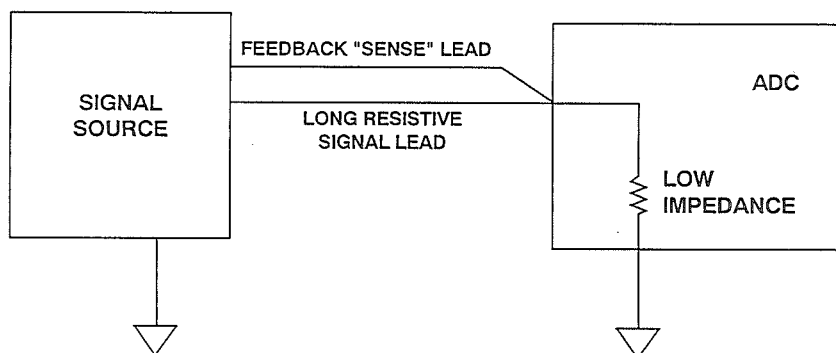 FEEDBACK "SENSE" LEAD
SIGNAL
SOURCE
LONG RESISTIVE
SIGNAL LEAD
ADC
LOW
IMPEDANCE